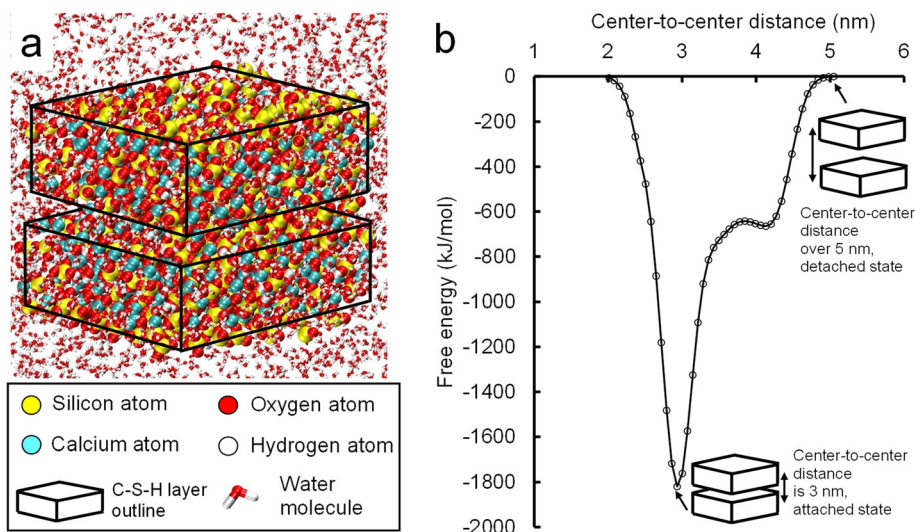 a
Silicon atom
Oxygen atom
Calcium atom
Hydrogen atom
C-S-H layer
outline
Water
molecule
b
Center-to-center distance (nm)
1 2 3 4 5 6
Free energy (kJ/mol)
0
-200
-400
-600
-800
-1000
-1200
-1400
-1600
-1800
-2000
Center-to-center
distance
over 5 nm,
detached state
Center-to-center
distance
is 3 nm,
attached state